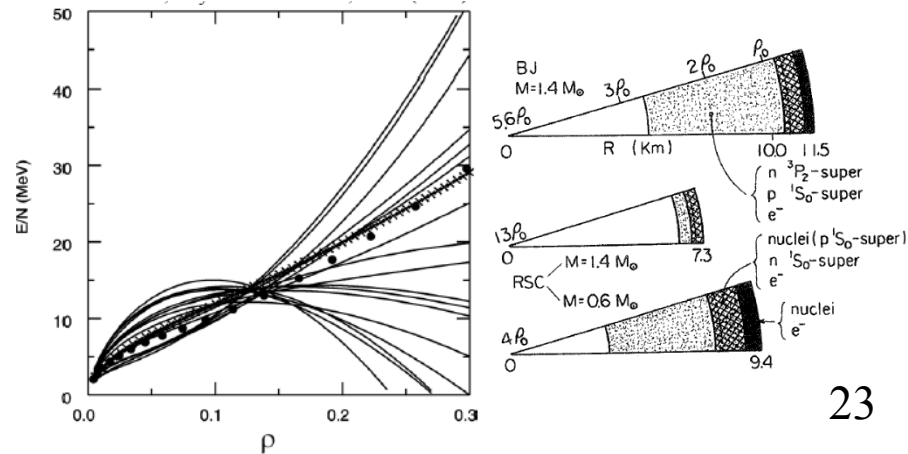 50
40
30
20
10
0
E/N (MeV)
0.0
0.1
0.2
0.3
ρ
BJ
M=1.4 M⊙
5.6ρ₀
3ρ₀
2ρ₀
ρ₀
0
R (Km)
10.0
11.5
n ³P₂-super
p ¹S₀-super
e⁻
13ρ₀
0
7.3
RSC
M=1.4 M⊙
M=0.6 M⊙
nuclei (p ¹S₀-super)
n ¹S₀-super
e⁻
nuclei
e⁻
4ρ₀
0
9.4
23